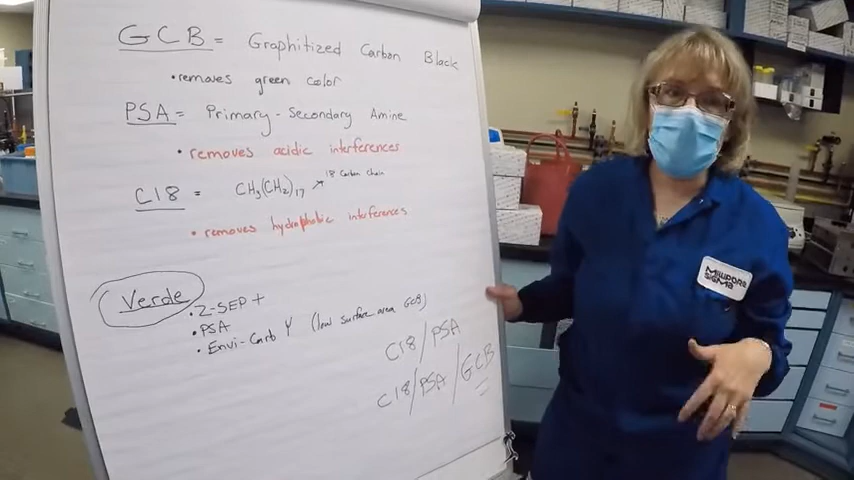 GCB = Graphitized Carbon Black
• removes green color
PSA = Primary-Secondary Amine
• removes acidic interferences
C18 = CH3(CH2)17 → 18 Carbon chain
• removes hydrophobic interferences
Verde
• Z-SEP+
• PSA
• Envi-Carb Y (low surface area GCB)
C18/PSA
C18/PSA/GCB
MILLIPORE
SIGMA